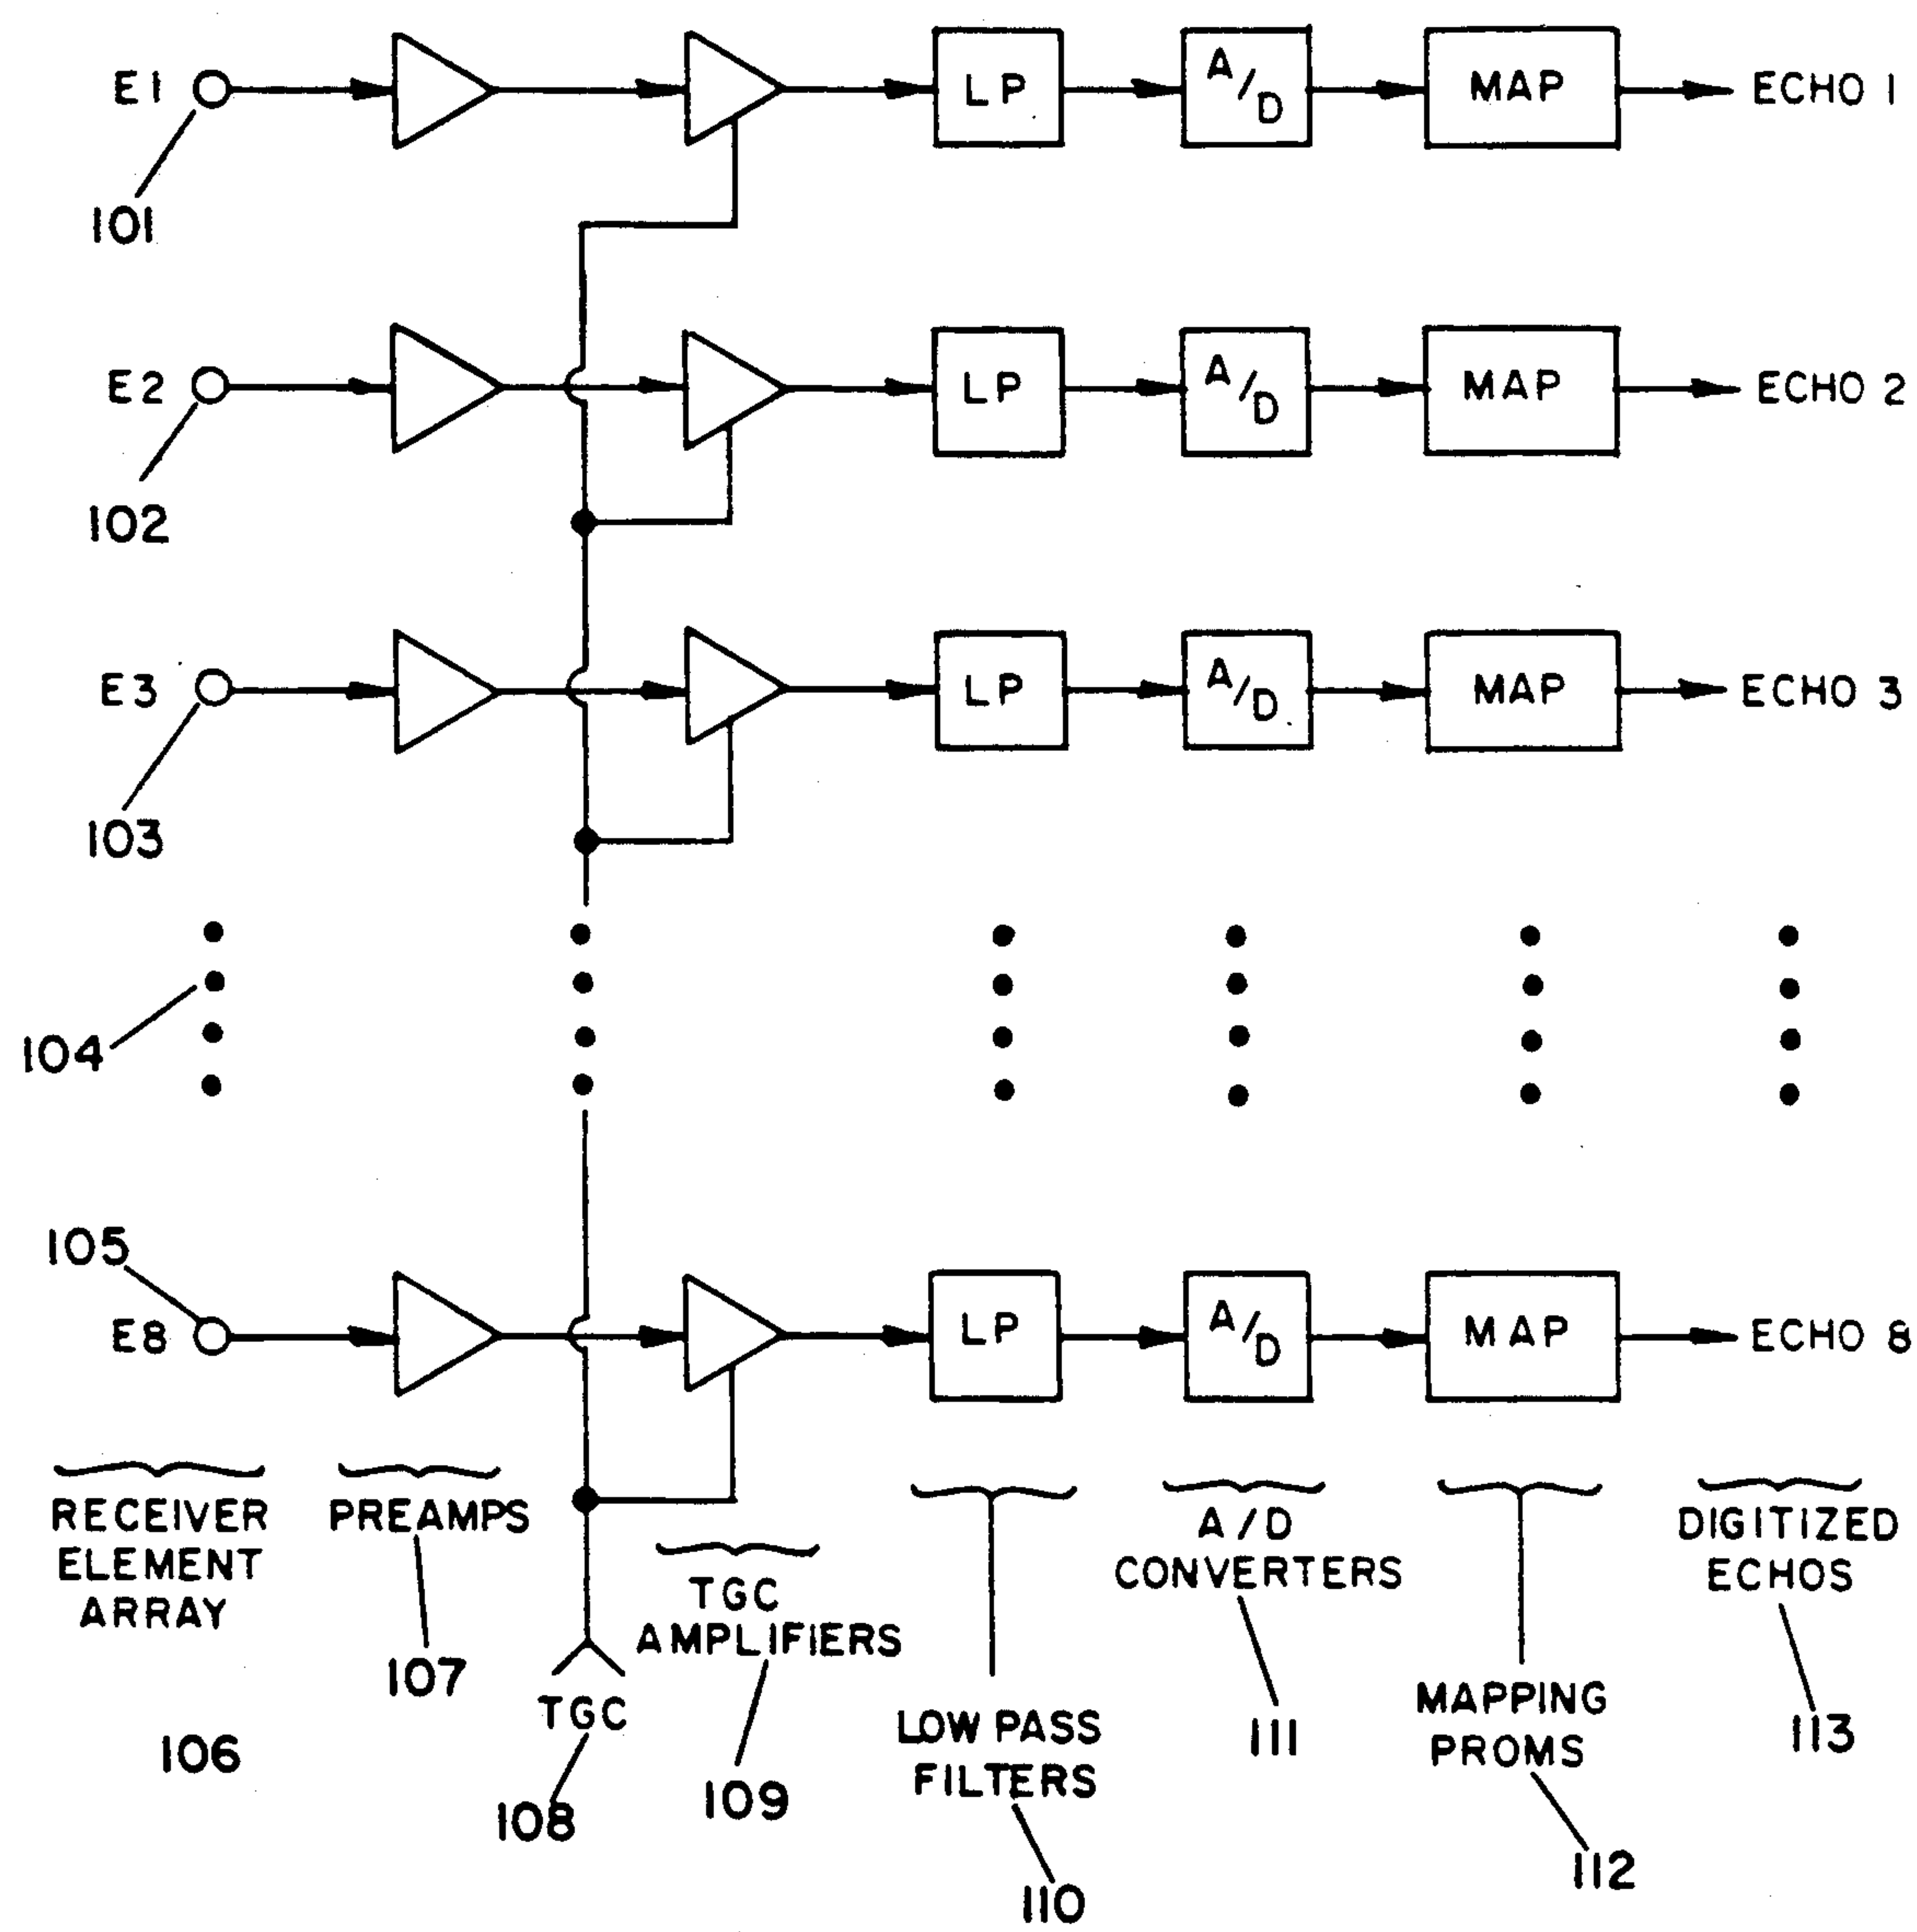 E1 LP A/D MAP ECHO 1
101
E2 LP A/D MAP ECHO 2
102
E3 LP A/D MAP ECHO 3
103
104
105
E8 LP A/D MAP ECHO 8
RECEIVER
ELEMENT
ARRAY
106
PREAMPS
107
TGC
108
TGC
AMPLIFIERS
109
LOW PASS
FILTERS
110
A/D
CONVERTERS
111
MAPPING
PROMS
112
DIGITIZED
ECHOS
113